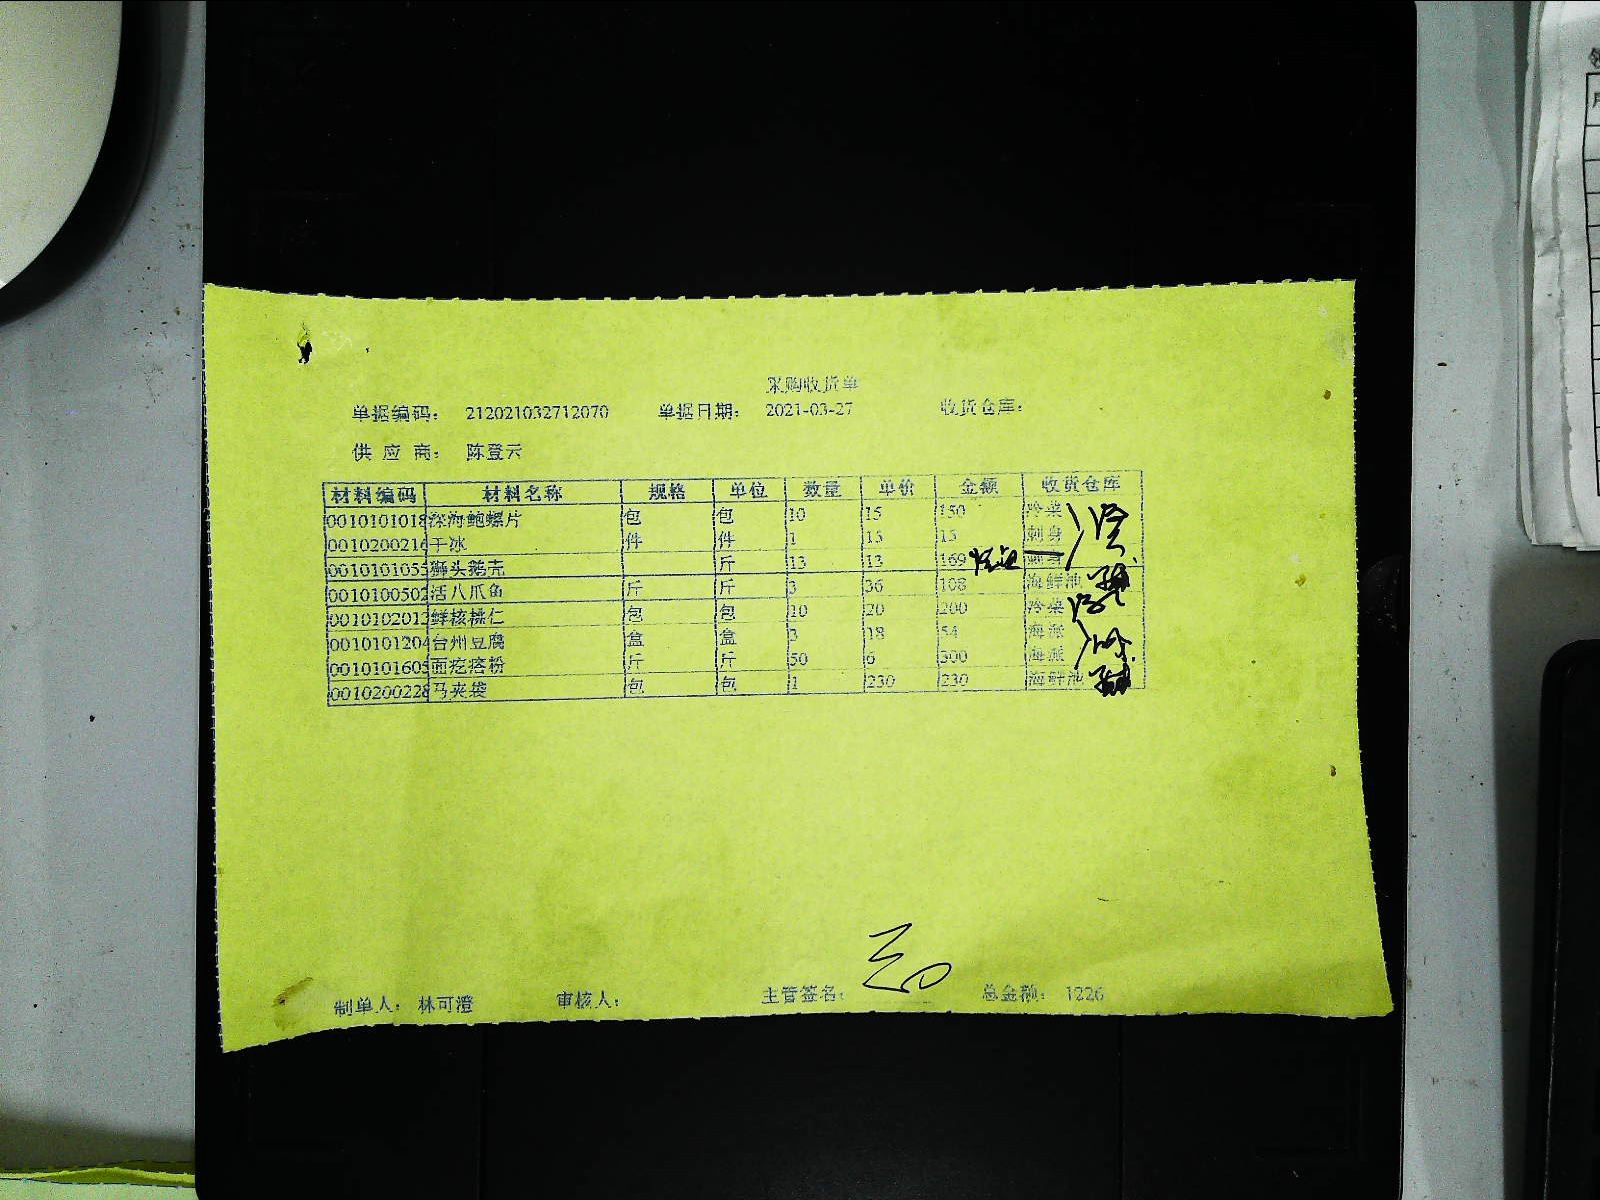 采购收货单
单据编码： 212021032712070 单据日期： 2021-03-27 收货仓库：
供 应 商： 陈登云
材料编码 材料名称 规格 单位 数量 单价 金额 收货仓库
0010101018 深海鲍螺片 包 包 10 15 150 冷菜
0010200216 干冰 件 件 1 15 15 刺身
0010101055 狮头鹅壳 斤 13 13 169 刺身
0010100502 活八爪鱼 斤 斤 3 36 108 海鲜池
0010102013 鲜核桃仁 包 包 10 20 200 冷菜
0010101204 台州豆腐 盒 盒 3 18 54 海派
0010101605 面疙瘩粉 斤 斤 50 6 300 海派
0010200228 马夹袋 包 包 1 230 230 海鲜池
制单人： 林可澄 审核人： 主管签名： 总金额： 1226